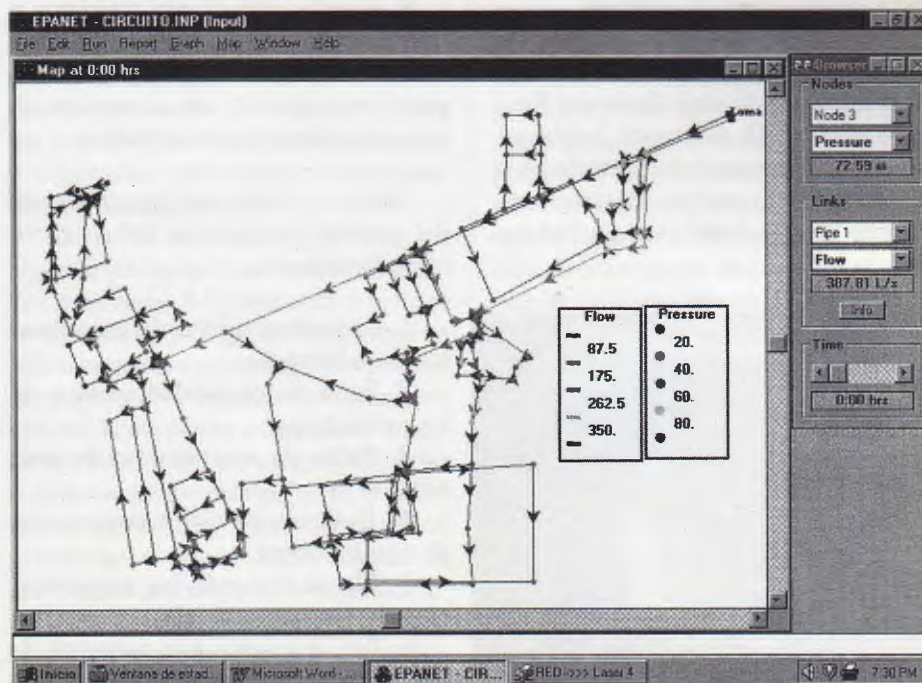 EPANET - CIRCUITO.INP (Input)
File Edit Run Report Graph Map Window Help
Map at 0:00 hrs
Browser
Nodes
Node 3
Pressure
72.59 m
Links
Pipe 1
Flow
387.81 L/s
Info
Time
0:00 hrs
Toma
Flow
87.5
175.
262.5
350.
Pressure
20.
40.
60.
80.
Inicio
Ventana de estad...
Microsoft Word - ...
EPANET - CIR...
RED >>> Laser 4
7:30 PM